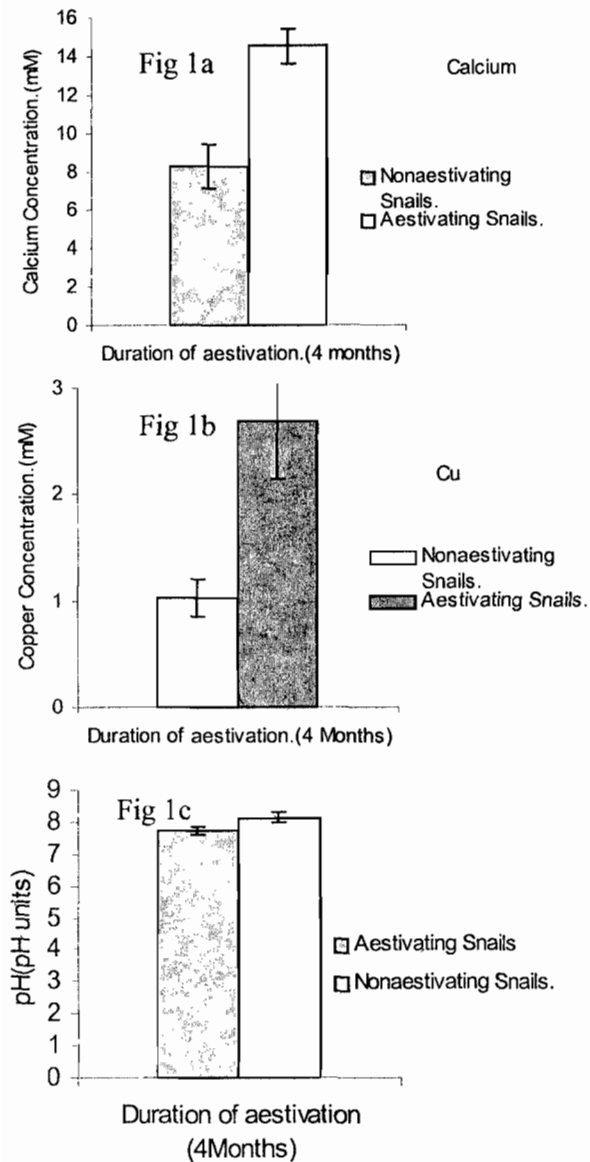 16
14
12
10
8
6
4
2
0
Calcium Concentration.(mM)
Fig 1a
Calcium
Nonaestivating
Snails.
Aestivating Snails.
Duration of aestivation.(4 months)
3
2
1
0
Copper Concentration.(mM)
Fig 1b
Cu
Nonaestivating
Snails.
Aestivating Snails.
Duration of aestivation.(4 Months)
9
8
7
6
5
4
3
2
1
0
pH(pH units)
Fig 1c
Aestivating Snails
Nonaestivating Snails.
Duration of aestivation
(4Months)